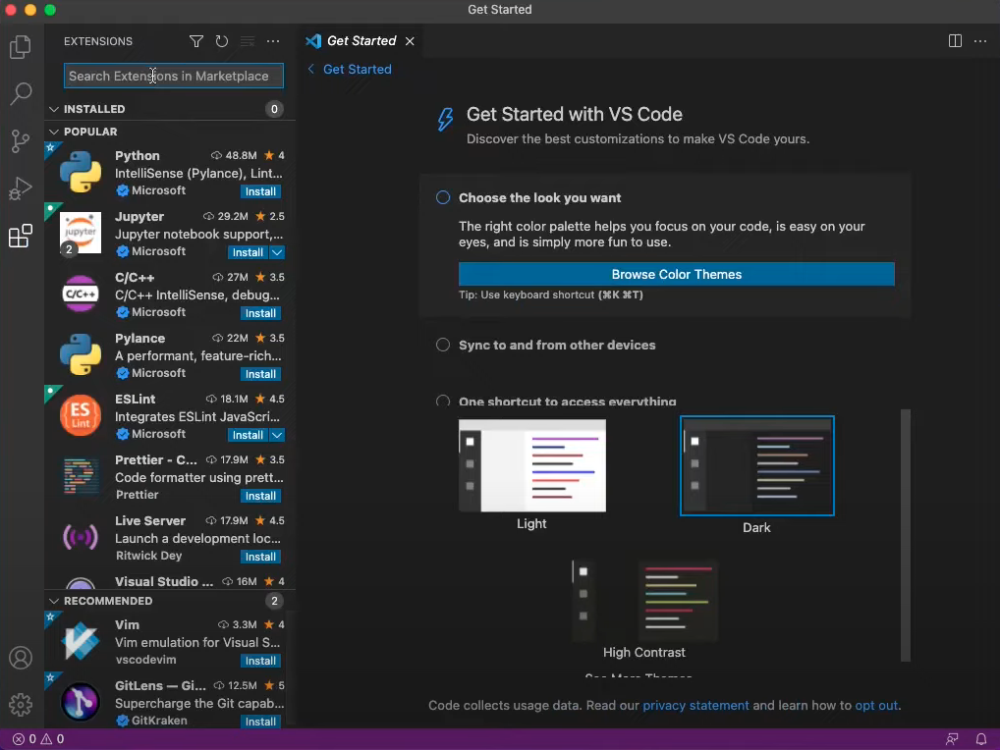 Get Started
EXTENSIONS
Get Started
Search Extensions in Marketplace
Get Started
INSTALLED
0
POPULAR
Python 48.8M 4
IntelliSense (Pylance), Lint...
Microsoft Install
Jupyter 29.2M 2.5
Jupyter notebook support,...
Microsoft Install
jupyter
2
C/C++ 27M 3.5
C/C++ IntelliSense, debug...
Microsoft Install
C/C++
Pylance 22M 3.5
A performant, feature-rich...
Microsoft Install
ESLint 18.1M 4.5
Integrates ESLint JavaScri...
Microsoft Install
ES
Lint
Prettier - C... 17.9M 3.5
Code formatter using prett...
Prettier Install
Live Server 17.9M 4.5
Launch a development loc...
Ritwick Dey Install
Visual Studio ... 16M 4
RECOMMENDED
2
Vim 3.3M 4
Vim emulation for Visual S...
vscodevim Install
GitLens — Gi... 12.5M 5
Supercharge the Git capab...
GitKraken Install
Get Started with VS Code
Discover the best customizations to make VS Code yours.
Choose the look you want
The right color palette helps you focus on your code, is easy on your
eyes, and is simply more fun to use.
Browse Color Themes
Tip: Use keyboard shortcut (⌘K ⌘T)
Sync to and from other devices
One shortcut to access everything
Light
Dark
High Contrast
See More Themes
Code collects usage data. Read our privacy statement and learn how to opt out.
0 0